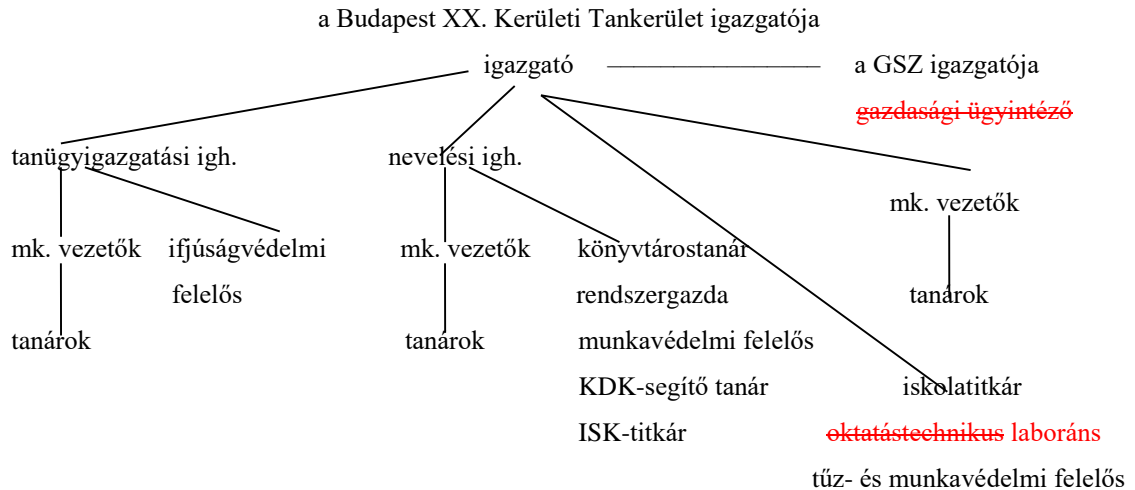 a Budapest XX. Kerületi Tankerület igazgatója
igazgató a GSZ igazgatója
gazdasági ügyintéző
tanügyigazgatási igh. nevelési igh.
mk. vezetők
mk. vezetők ifjúságvédelmi mk. vezetők könyvtárostanár
felelős rendszergazda tanárok
tanárok tanárok munkavédelmi felelős
KDK-segítő tanár iskolatitkár
ISK-titkár oktatástechnikus laboráns
tűz- és munkavédelmi felelős